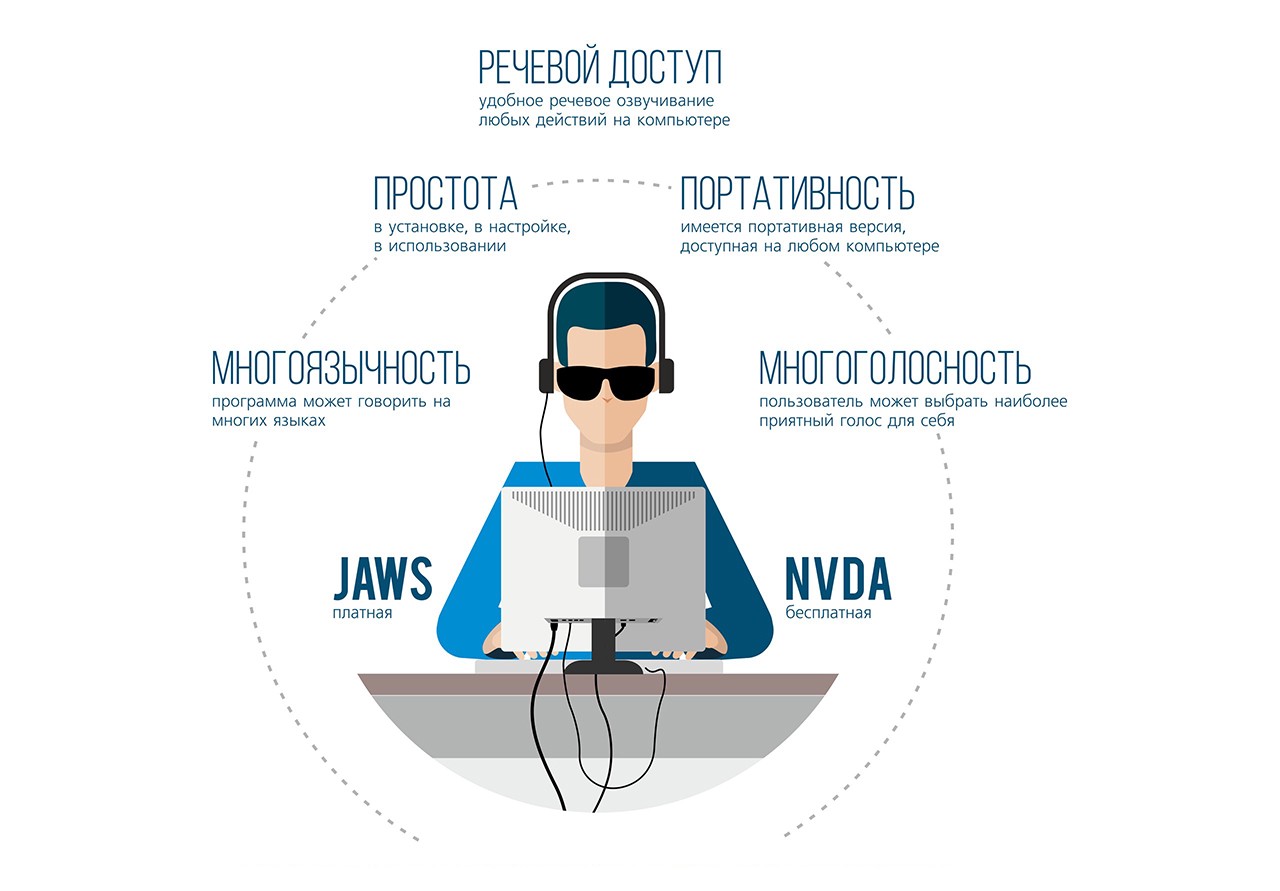 РЕЧЕВОЙ ДОСТУП
удобное речевое озвучивание
любых действий на компьютере
ПРОСТОТА
в установке, в настройке,
в использовании
ПОРТАТИВНОСТЬ
имеется портативная версия,
доступная на любом компьютере
МНОГОЯЗЫЧНОСТЬ
программа может говорить на
многих языках
МНОГОГОЛОСНОСТЬ
пользователь может выбрать наиболее
приятный голос для себя
JAWS
платная
NVDA
бесплатная